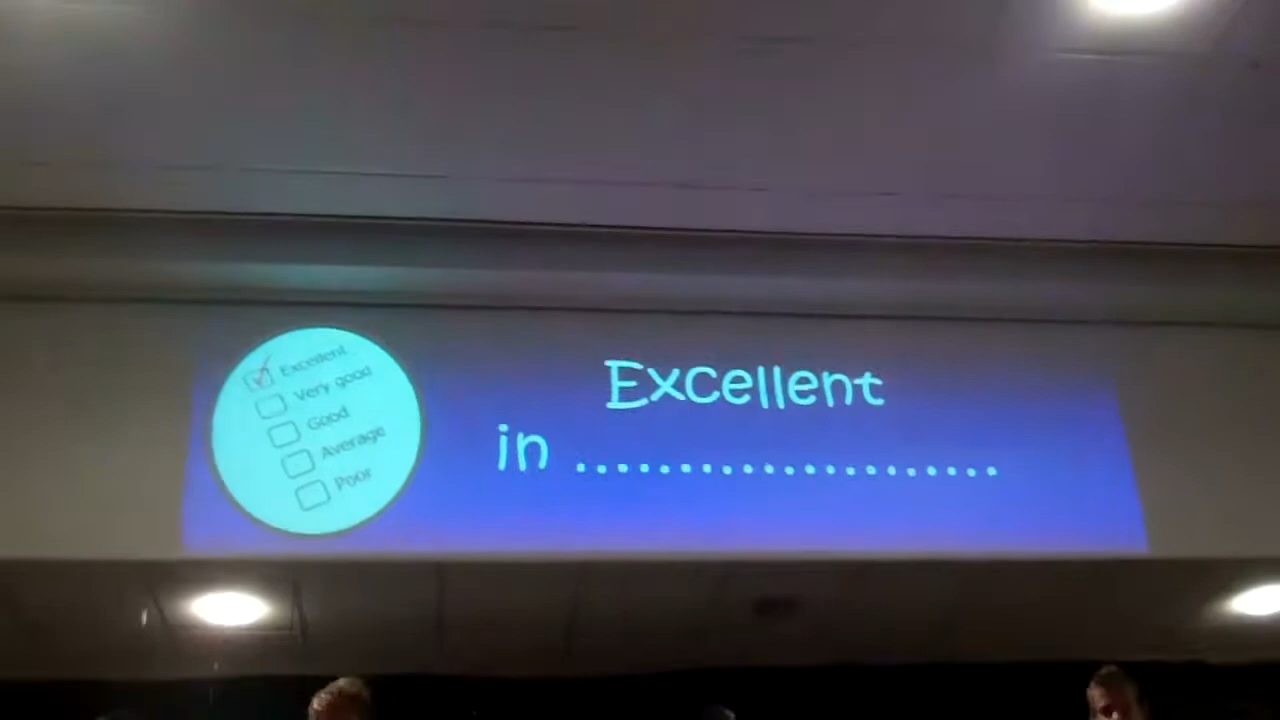 Excellent
Very good
Good
Average
Poor
Excellent
in .....................